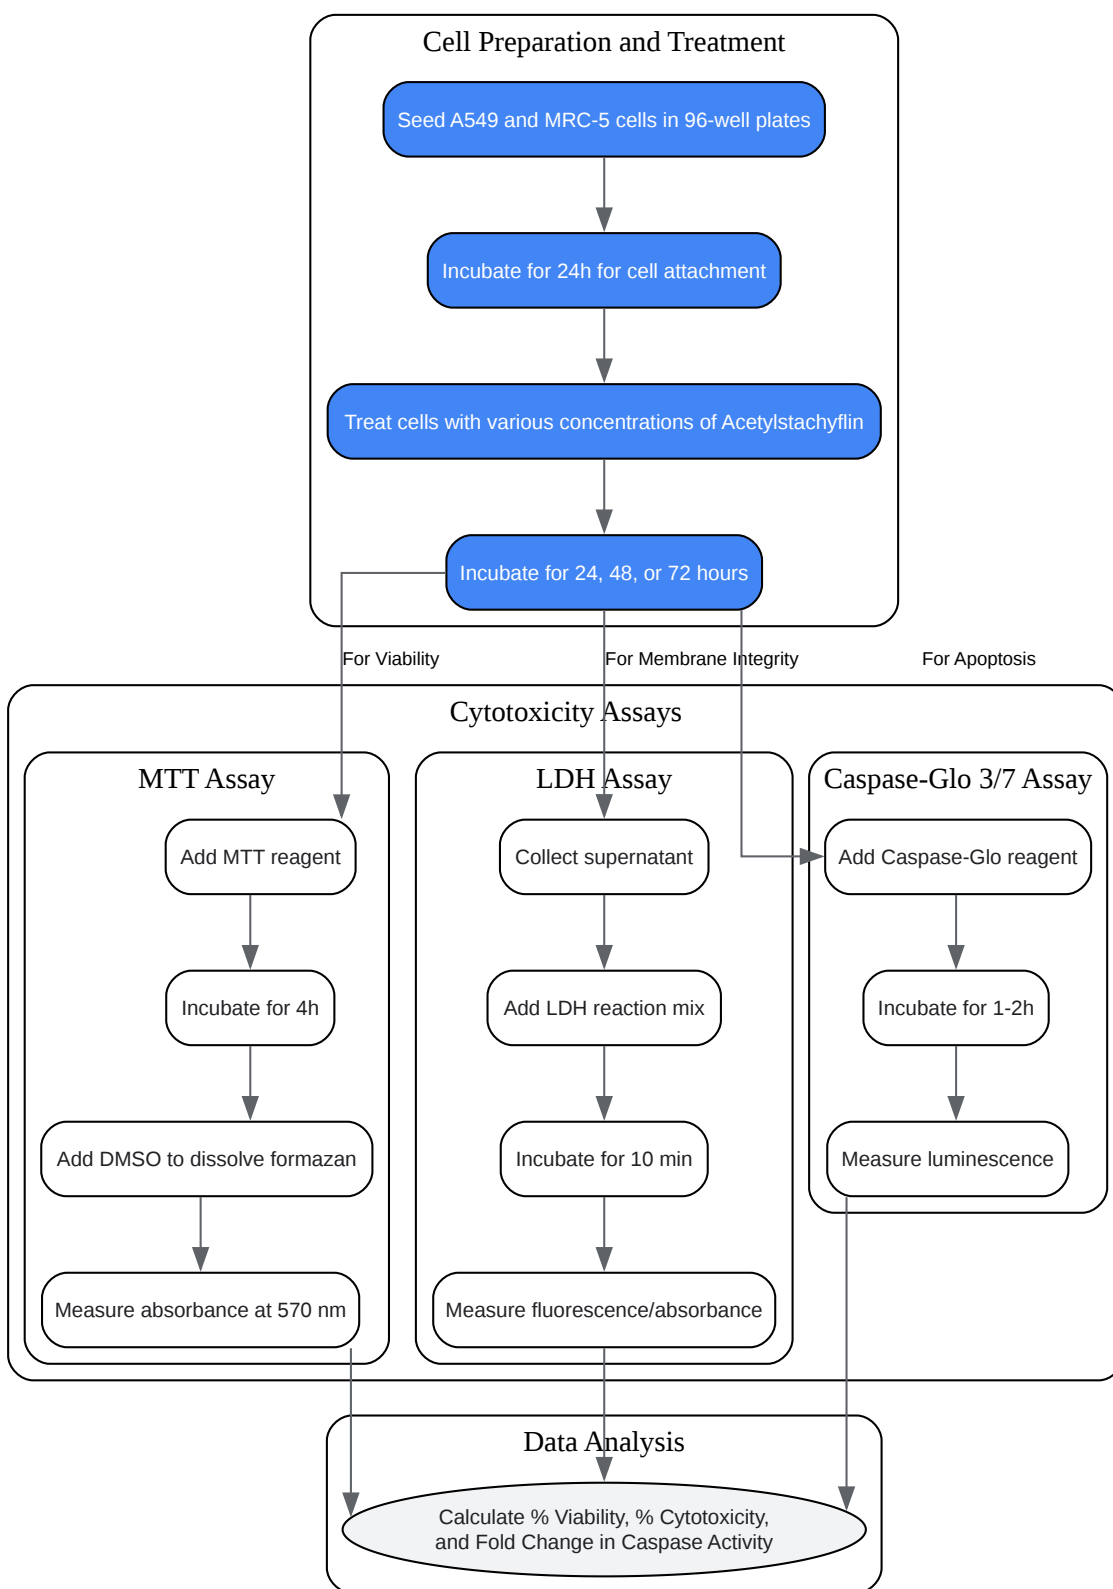 Cell Preparation and Treatment
Seed A549 and MRC-5 cells in 96-well plates
Incubate for 24h for cell attachment
Treat cells with various concentrations of Acetylstachyflin
Incubate for 24, 48, or 72 hours
For Viability
For Membrane Integrity
For Apoptosis
Cytotoxicity Assays
MTT Assay
Add MTT reagent
Incubate for 4h
Add DMSO to dissolve formazan
Measure absorbance at 570 nm
LDH Assay
Collect supernatant
Add LDH reaction mix
Incubate for 10 min
Measure fluorescence/absorbance
Caspase-Glo 3/7 Assay
Add Caspase-Glo reagent
Incubate for 1-2h
Measure luminescence
Data Analysis
Calculate % Viability, % Cytotoxicity,
and Fold Change in Caspase Activity